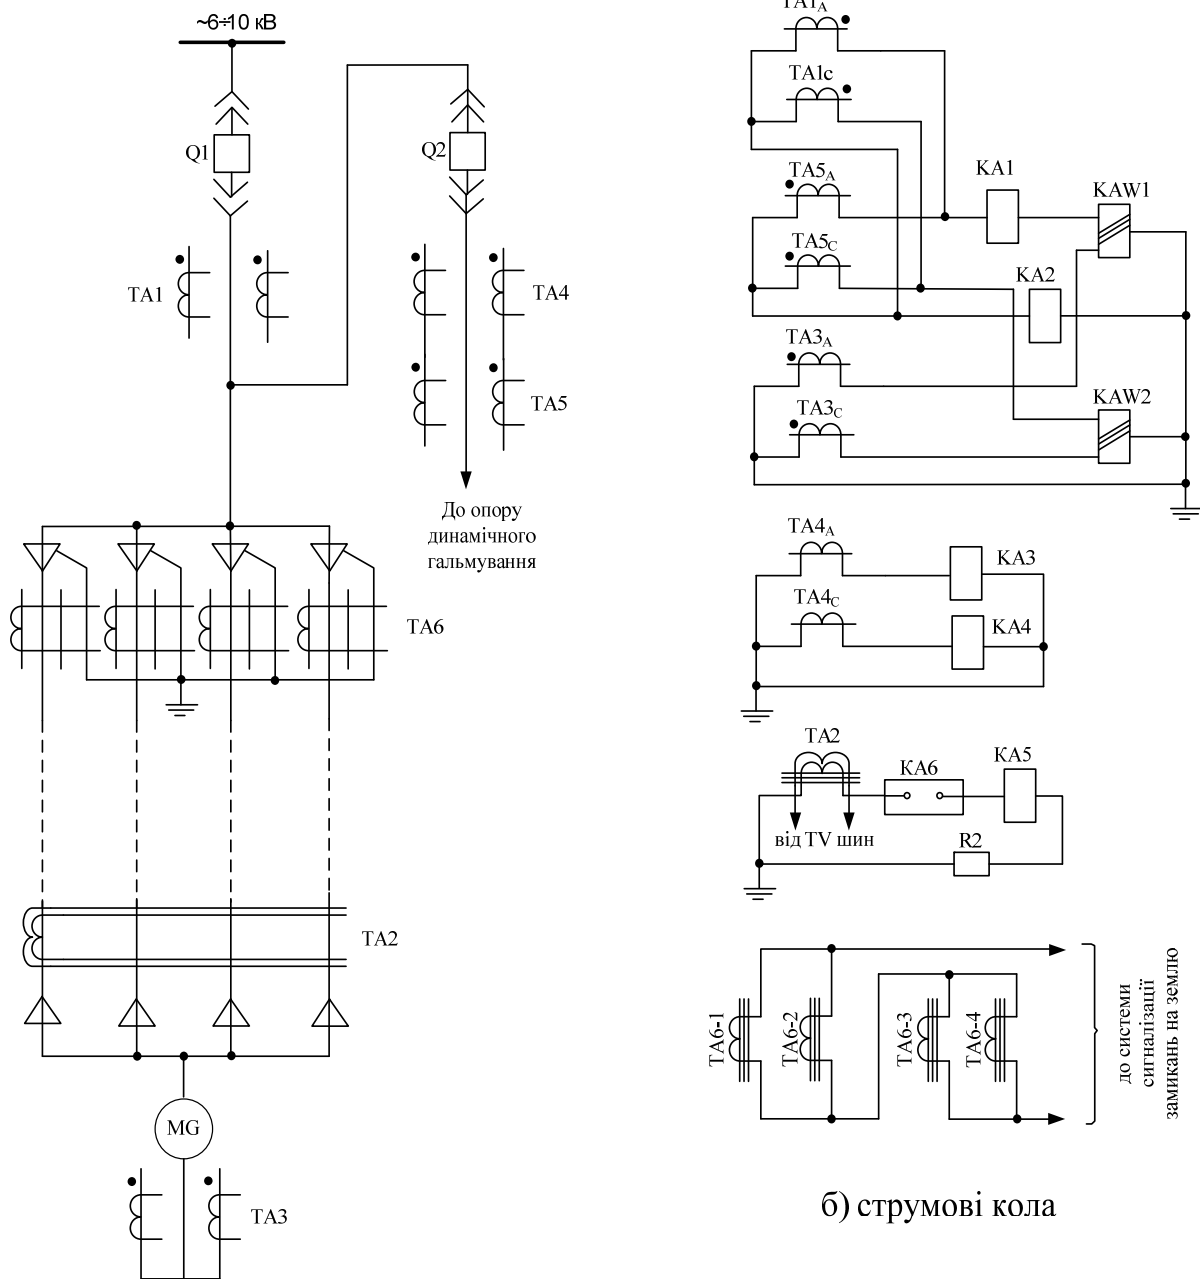 ~6÷10 кВ
Q1
Q2
TA1
TA4
TA5
До опору
динамічного
гальмування
TA6
TA2
MG
TA3
TA1A
TA1c
TA5A
TA5C
KA1
KAW1
KA2
TA3A
TA3C
KAW2
TA4A
KA3
TA4C
KA4
TA2
KA6
KA5
від TV шин
R2
TA6-1
TA6-2
TA6-3
TA6-4
до системи
сигналізації
замикань на землю
б) струмові кола